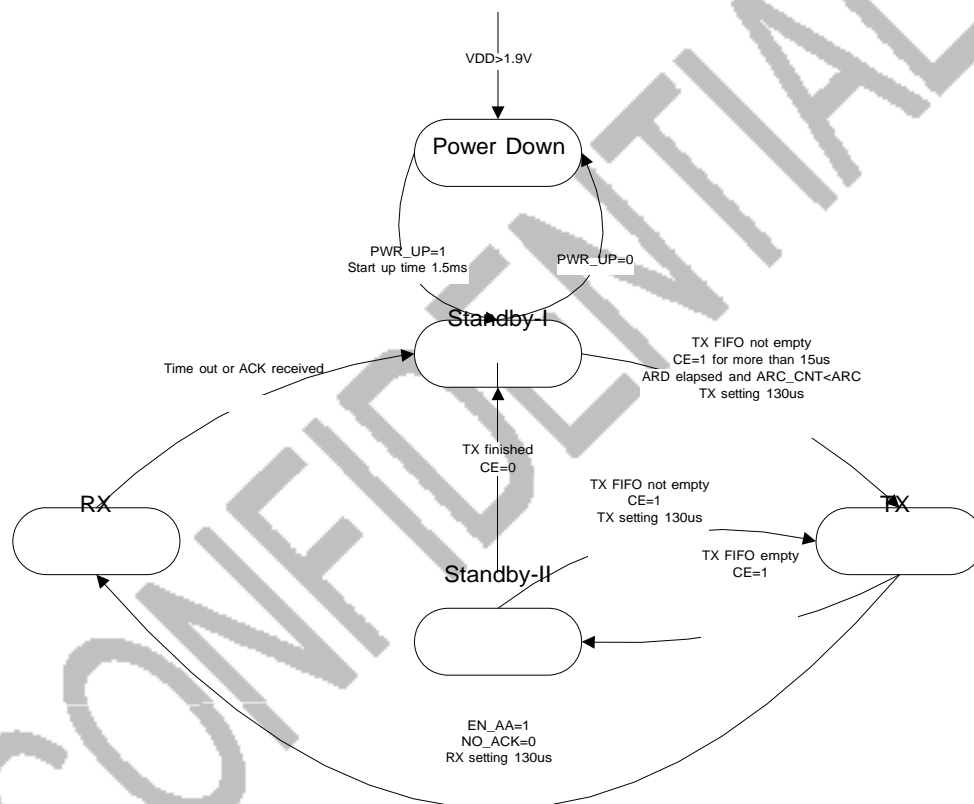 VDD>1.9V
Power Down
PWR_UP=1
Start up time 1.5ms
PWR_UP=0
Standby-I
Time out or ACK received
TX FIFO not empty
CE=1 for more than 15us
ARD elapsed and ARC_CNT<ARC
TX setting 130us
TX finished
CE=0
TX FIFO not empty
CE=1
TX setting 130us
RX
TX
TX FIFO empty
CE=1
Standby-II
EN_AA=1
NO_ACK=0
RX setting 130us
CONFIDENTIAL